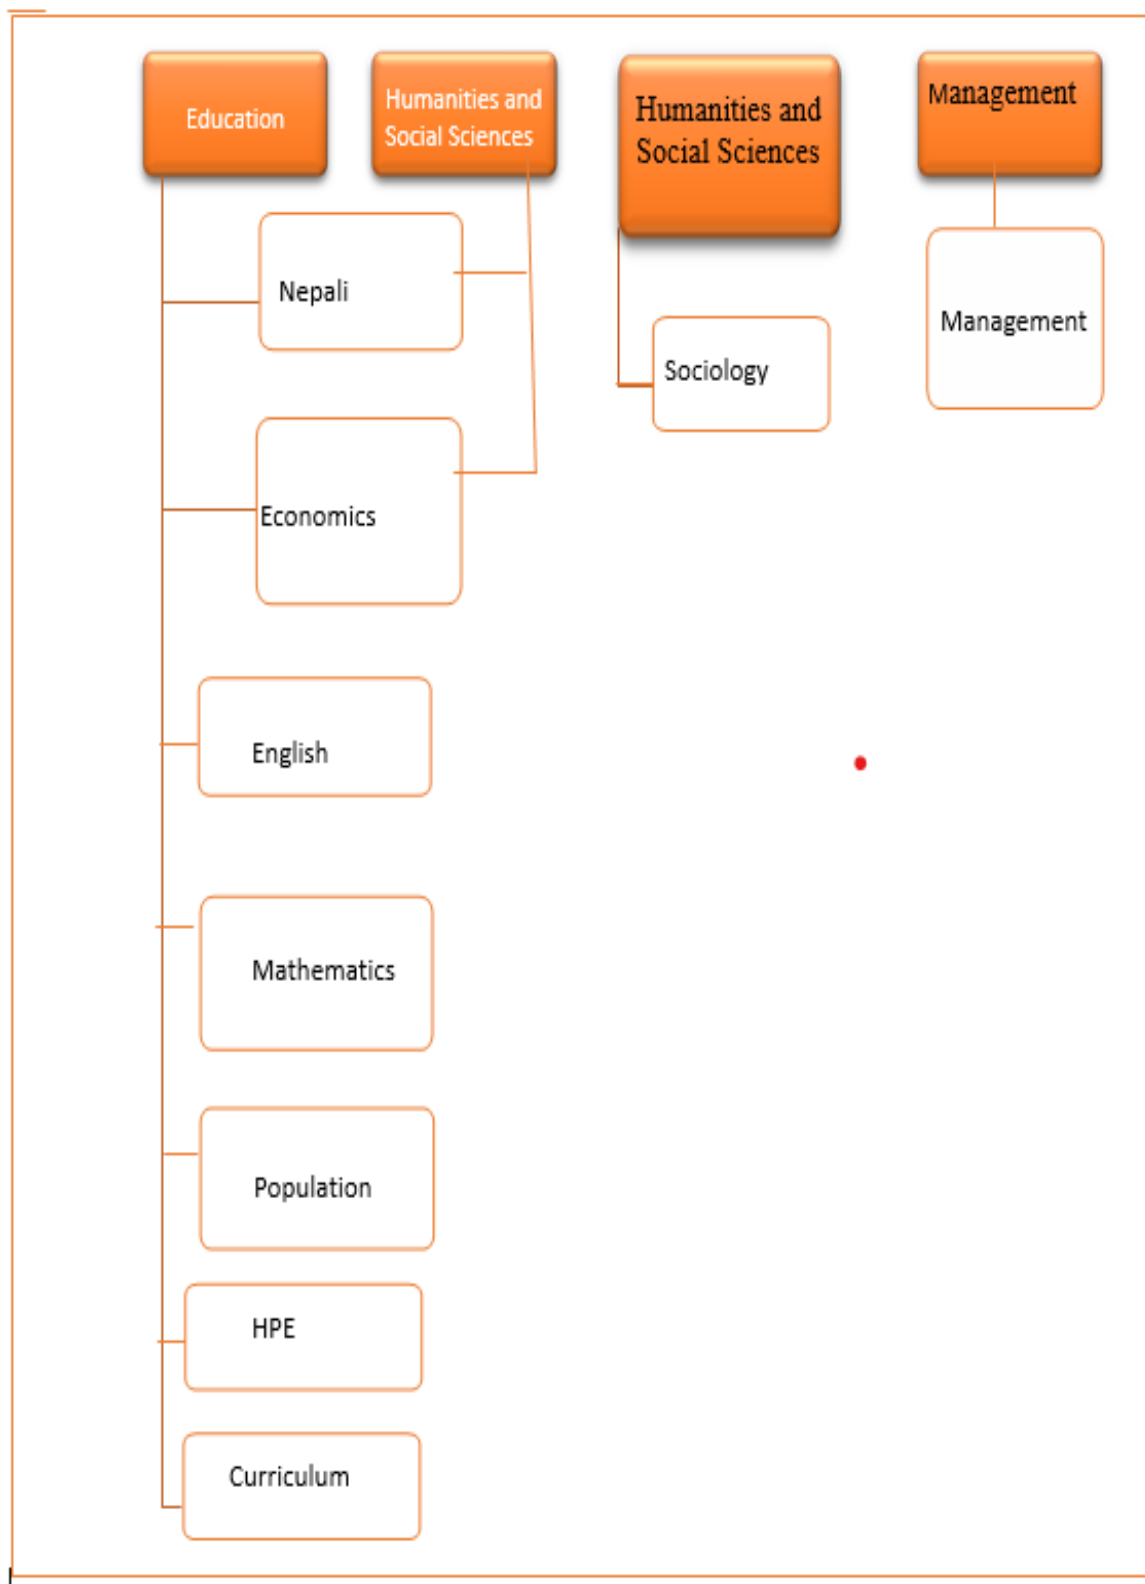 Education
Humanities and
Social Sciences
Humanities and
Social Sciences
Management
Nepali
Sociology
Management
Economics
English
Mathematics
Population
HPE
Curriculum